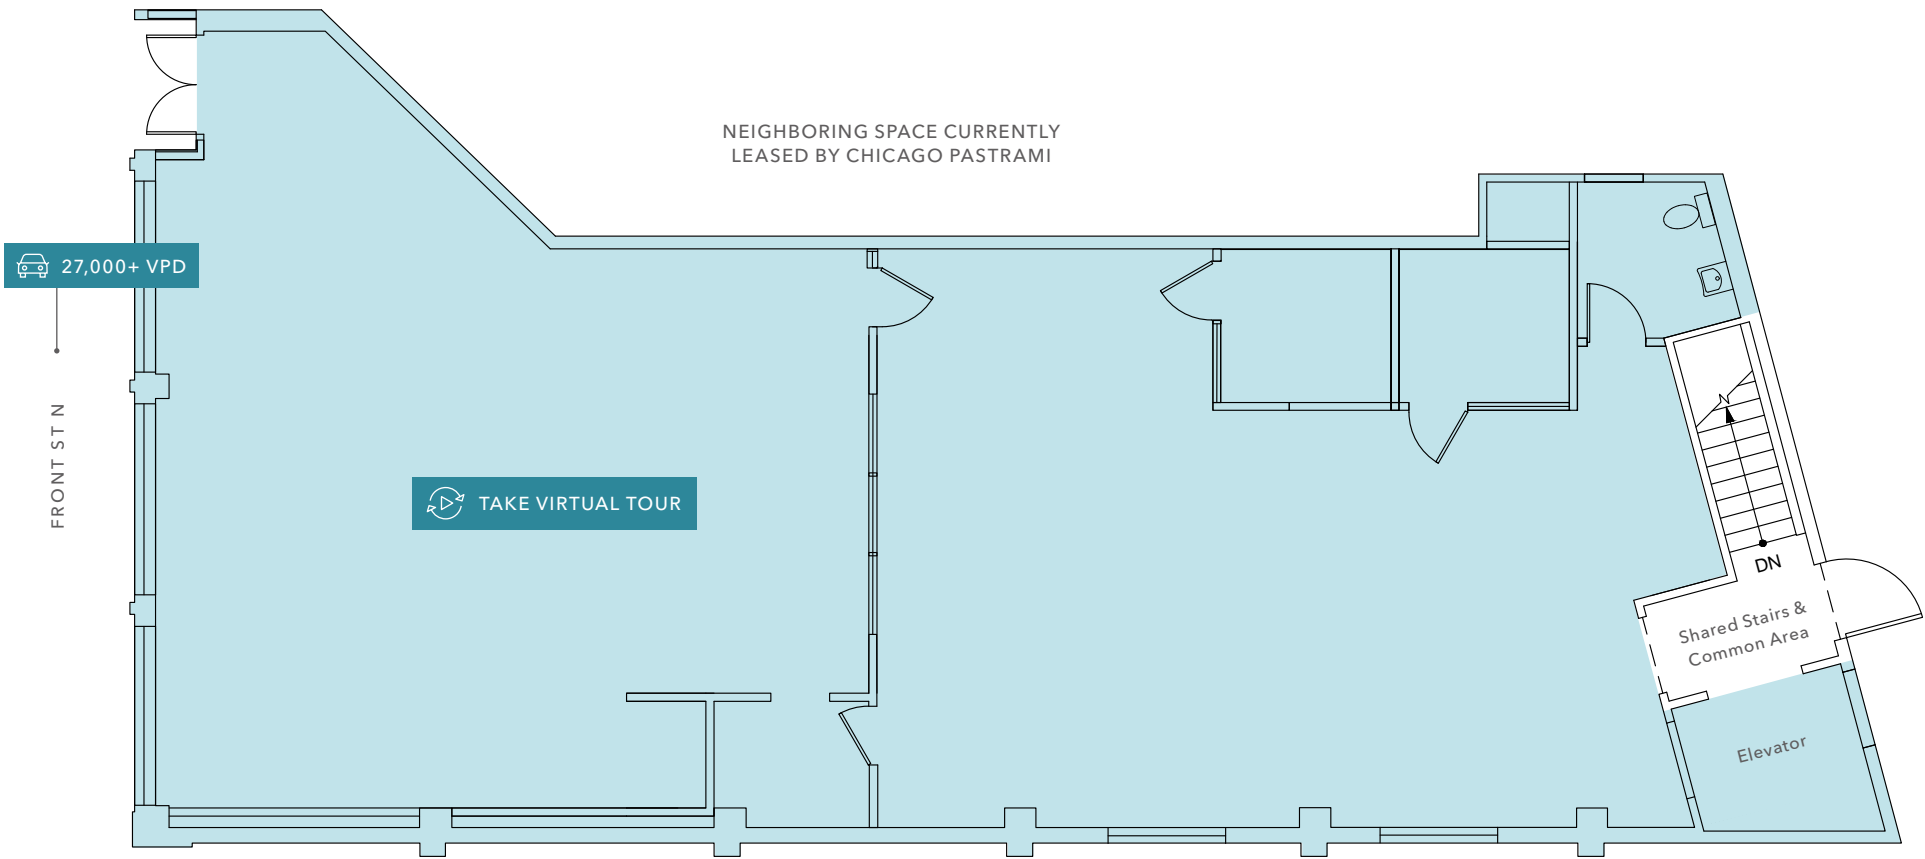 NEIGHBORING SPACE CURRENTLY
LEASED BY CHICAGO PASTRAMI
27,000+ VPD
FRONT ST N
TAKE VIRTUAL TOUR
DN
Shared Stairs &
Common Area
Elevator